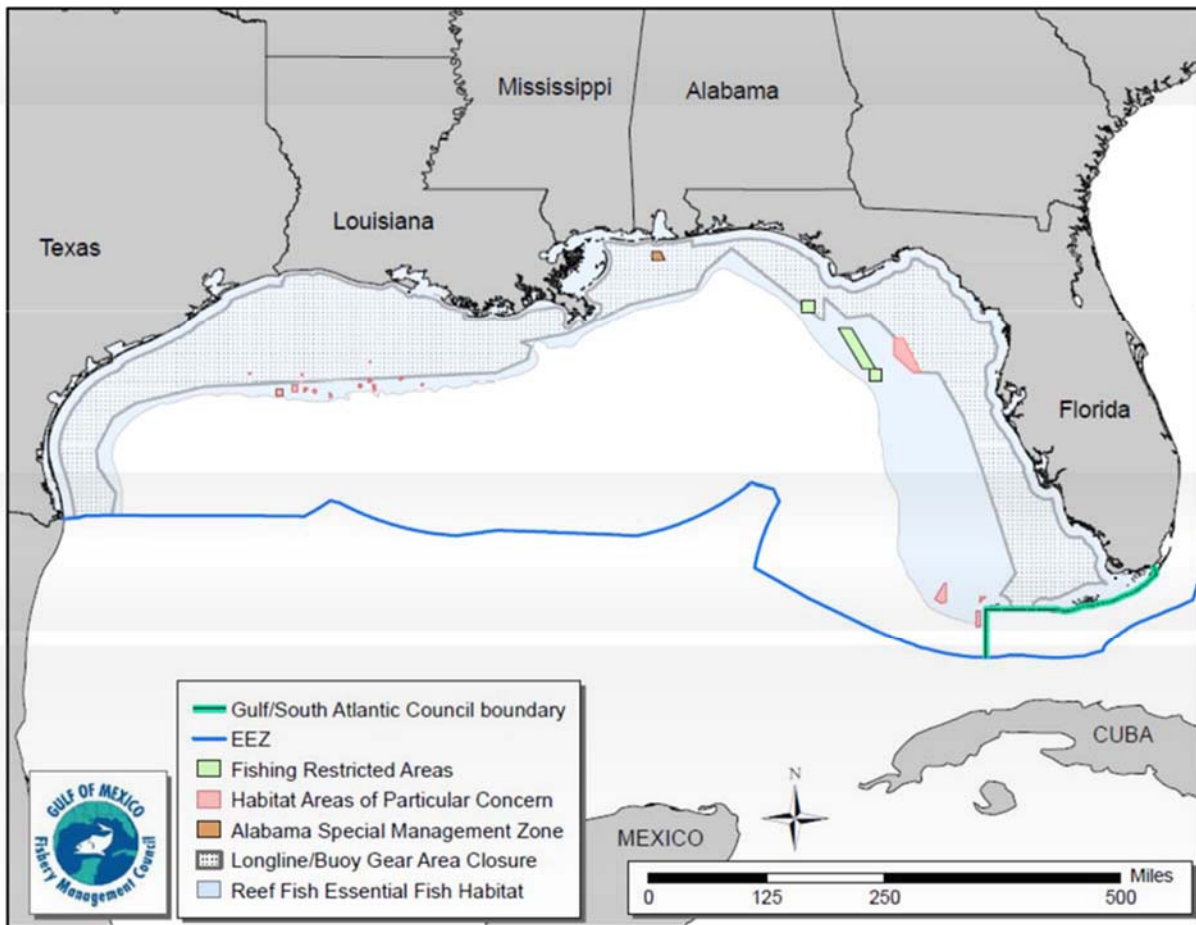 Mississippi
Alabama
Louisiana
Texas
Florida
Gulf/South Atlantic Council boundary
EEZ
Fishing Restricted Areas
Habitat Areas of Particular Concern
Alabama Special Management Zone
Longline/Buoy Gear Area Closure
Reef Fish Essential Fish Habitat
GULF OF MEXICO
Fishery Management Council
N
CUBA
MEXICO
Miles
0 125 250 500